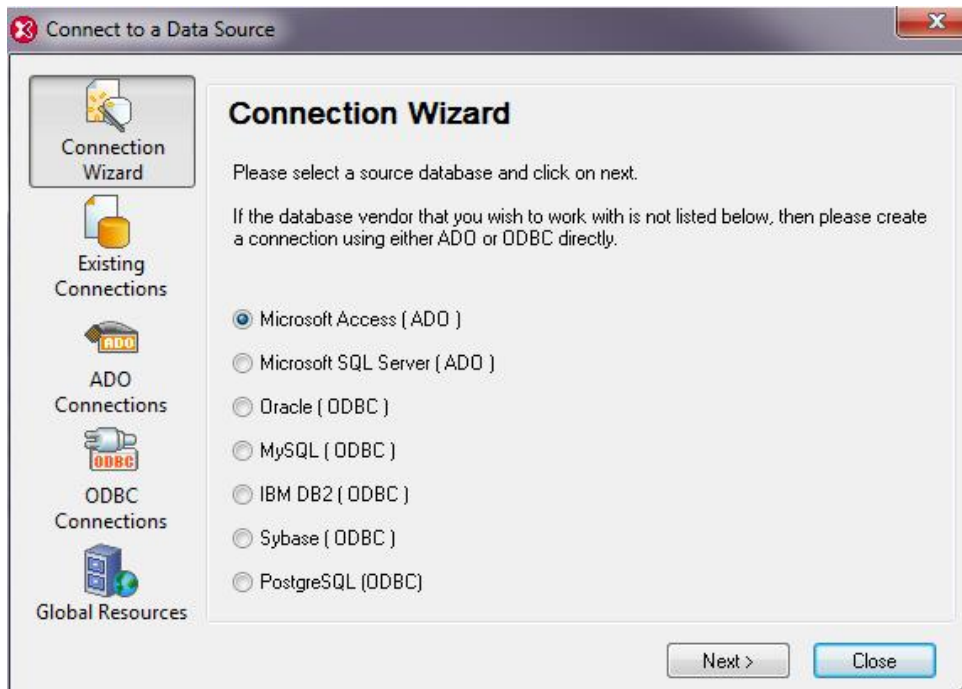 Connect to a Data Source
Connection
Wizard
Existing
Connections
ADO
ADO
Connections
ODBC
ODBC
Connections
Global Resources
Connection Wizard
Please select a source database and click on next.
If the database vendor that you wish to work with is not listed below, then please create
a connection using either ADO or ODBC directly.
Microsoft Access ( ADO )
Microsoft SQL Server ( ADO )
Oracle ( ODBC )
MySQL ( ODBC )
IBM DB2 ( ODBC )
Sybase ( ODBC )
PostgreSQL (ODBC)
Next >
Close